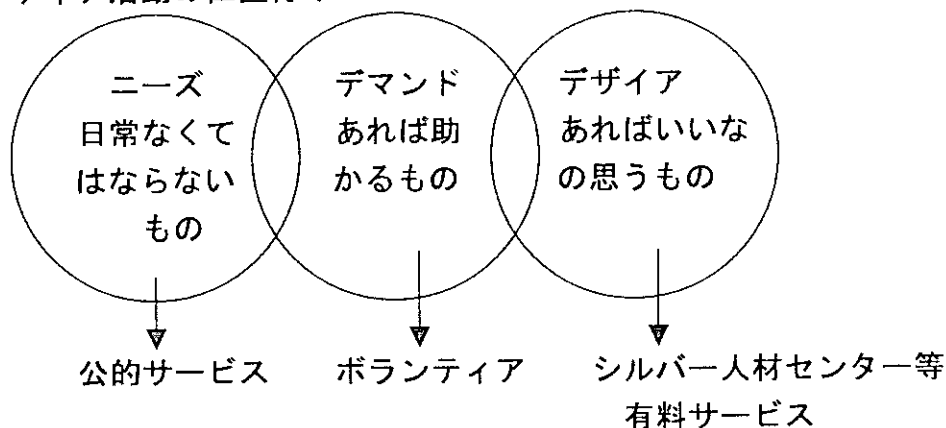 ニーズ
日常なくて
はならない
もの
デマンド
あれば助
かるもの
デザイア
あればいいな
の思うもの
公的サービス
ボランティア
シルバー人材センター等
有料サービス